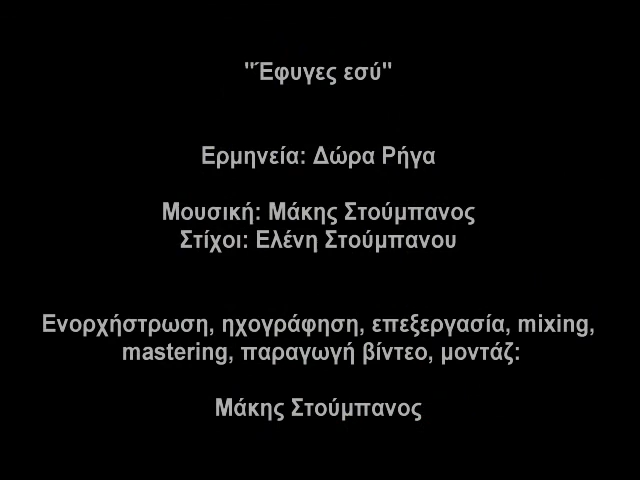 "Έφυγες εσύ"
Ερμηνεία: Δώρα Ρήγα
Μουσική: Μάκης Στούμπανος
Στίχοι: Ελένη Στούμπανου
Ενορχήστρωση, ηχογράφηση, επεξεργασία, mixing,
mastering, παραγωγή βίντεο, μοντάζ:
Μάκης Στούμπανος